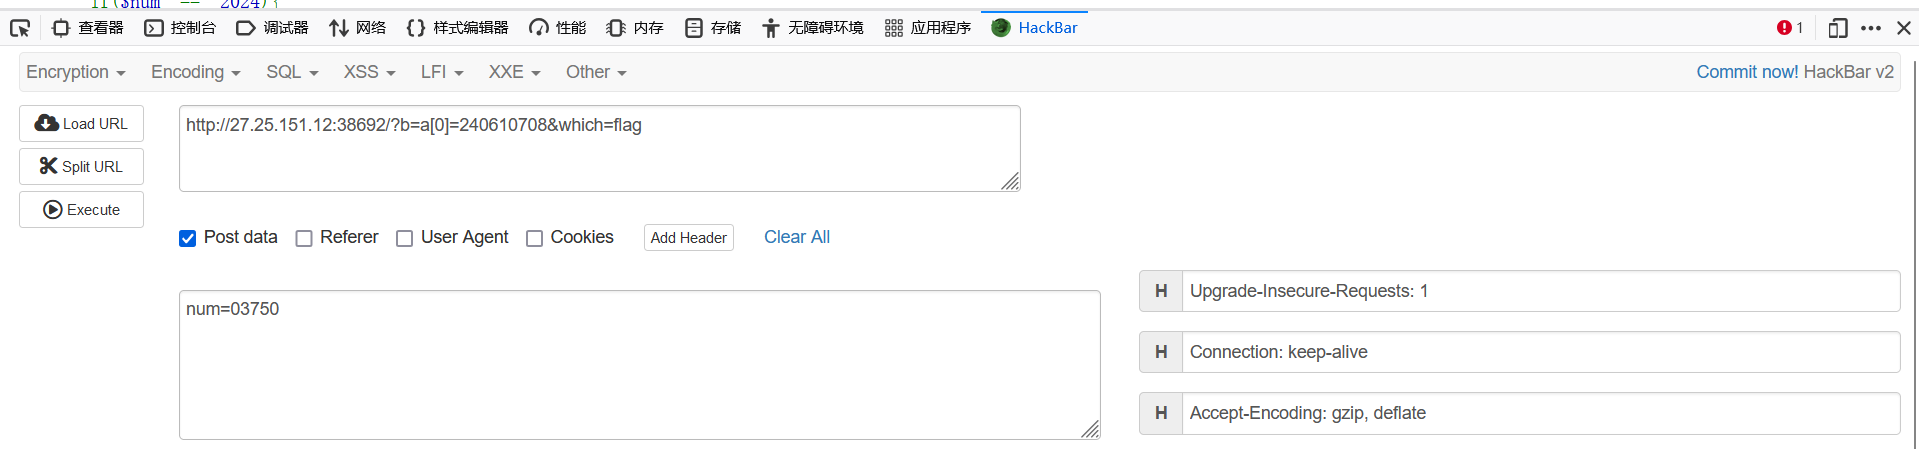 if($num == 2024){
查看器 控制台 调试器 网络 样式编辑器 性能 内存 存储 无障碍环境 应用程序 HackBar 1
Encryption Encoding SQL XSS LFI XXE Other Commit now! HackBar v2
Load URL
Split URL
Execute
http://27.25.151.12:38692/?b=a[0]=240610708&which=flag
Post data Referer User Agent Cookies Add Header Clear All
num=03750
H Upgrade-Insecure-Requests: 1
H Connection: keep-alive
H Accept-Encoding: gzip, deflate